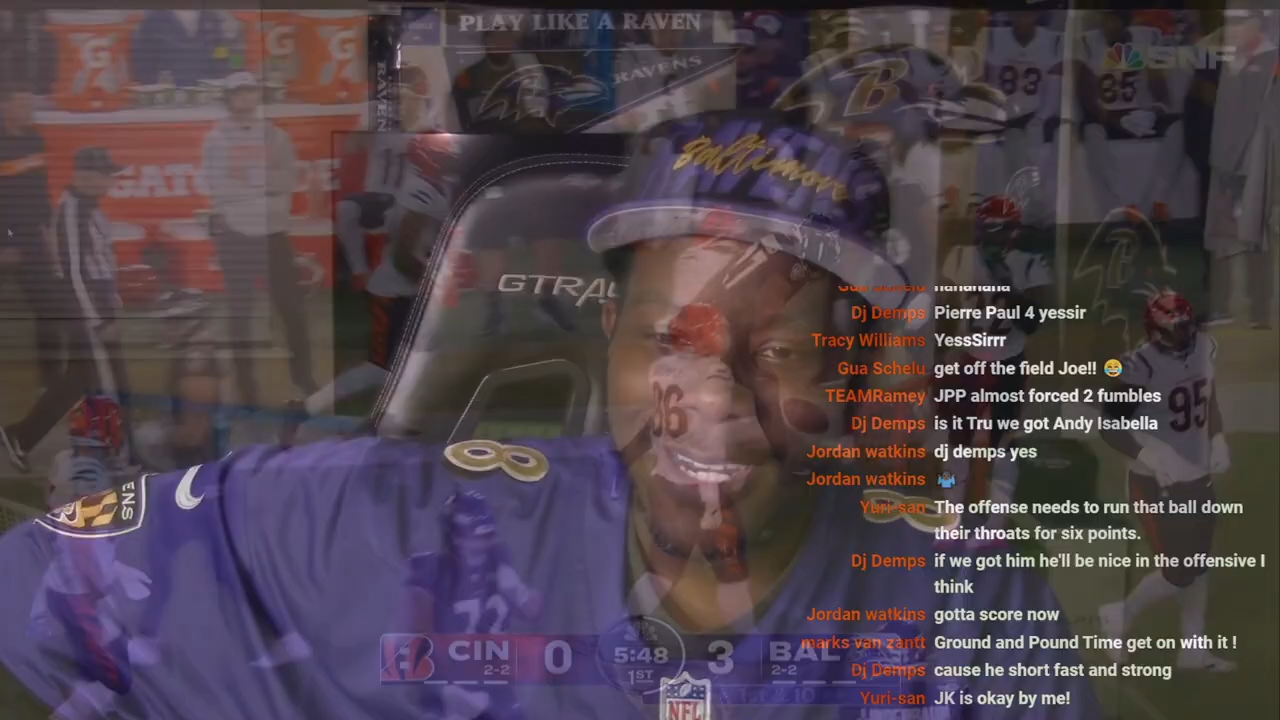 PLAY LIKE A RAVEN
RAVENS
G
G
G
B
83
85
SNF
Baltimore
GTRAC
B
Dj Demps Pierre Paul 4 yessir
Tracy Williams YessSirrr
Gua Schelu get off the field Joe!! 😂
TEAMRamey JPP almost forced 2 fumbles
Dj Demps is it Tru we got Andy Isabella
Jordan watkins dj demps yes
Jordan watkins
Yuri-san The offense needs to run that ball down
their throats for six points.
Dj Demps if we got him he'll be nice in the offensive I
think
Jordan watkins gotta score now
marks van zantt Ground and Pound Time get on with it !
Dj Demps cause he short fast and strong
Yuri-san JK is okay by me!
95
86
8
72
CIN 2-2 0 5:48 1ST 3 BAL 2-2
NFL